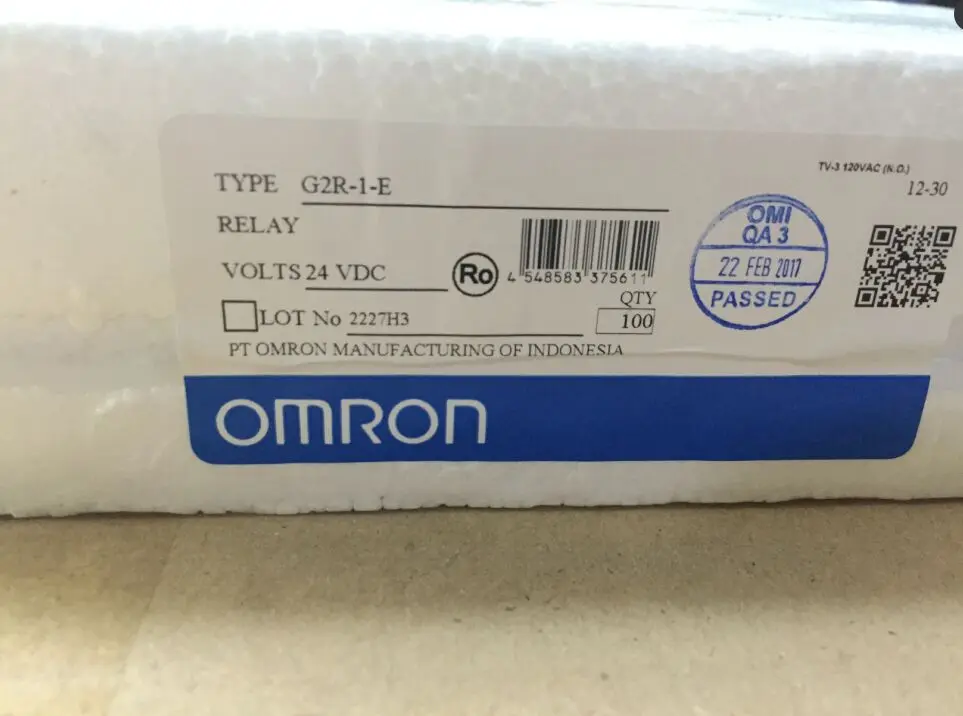 TYPE G2R-1-E
RELAY
VOLTS 24 VDC
Ro
4 548583 375611
QTY
100
LOT No 2227H3
PT OMRON MANUFACTURING OF INDONESIA
OMI
QA 3
22 FEB 2017
PASSED
TV-3 120VAC (N.O.)
12-30
OMRON